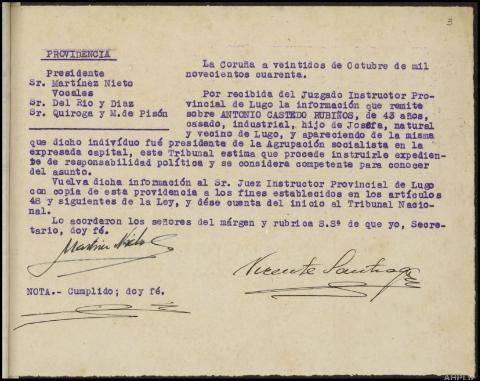 3
PROVIDENCIA
Presidente
Sr. Martínez Nieto
Vocales
Sr. Del Rio y Diaz
Sr. Quiroga y M.de Pisón
La Coruña a veintidos de Octubre de mil
novecientos cuarenta.
Por recibida del Juzgado Instructor Pro-
vincial de Lugo la información que remite
sobre ANTONIO CASTEDO RUBIÑOS, de 43 años,
casado, industrial, hijo de Josefa, natural
y vecino de Lugo, y apareciendo de la misma
que dicho individuo fué presidente de la Agrupación socialista en la
expresada capital, este Tribunal estima que procede instruirle expedien-
te de responsabilidad política y se considera competente para conocer
del asunto.
Vuelva dicha información al Sr. Juez Instructor Provincial de Lugo
con copia de esta providencia a los fines establecidos en los artículos
48 y siguientes de la Ley, y dése cuenta del inicio al Tribunal Nacio-
nal.
Lo acordaron los señores del márgen y rubrica S.Sª de que yo, Secre-
tario, doy fé.
Martínez Nieto
Vicente Santiago
NOTA.- Cumplido; doy fé.
AHPL